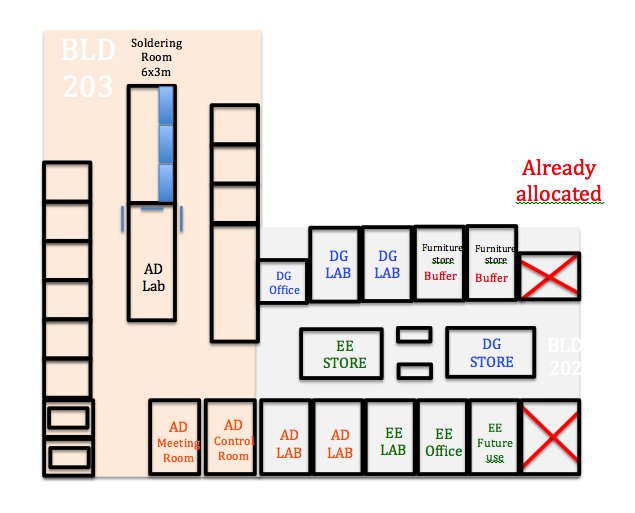 BLD
203
Soldering
Room
6x3m
Already
allocated
AD
Lab
DG
Office
DG
LAB
DG
LAB
Furniture
store
Buffer
Furniture
store
Buffer
EE
STORE
DG
STORE
BLD
202
AD
Meeting
Room
AD
Control
Room
AD
LAB
AD
LAB
EE
LAB
EE
Office
EE
Future
use